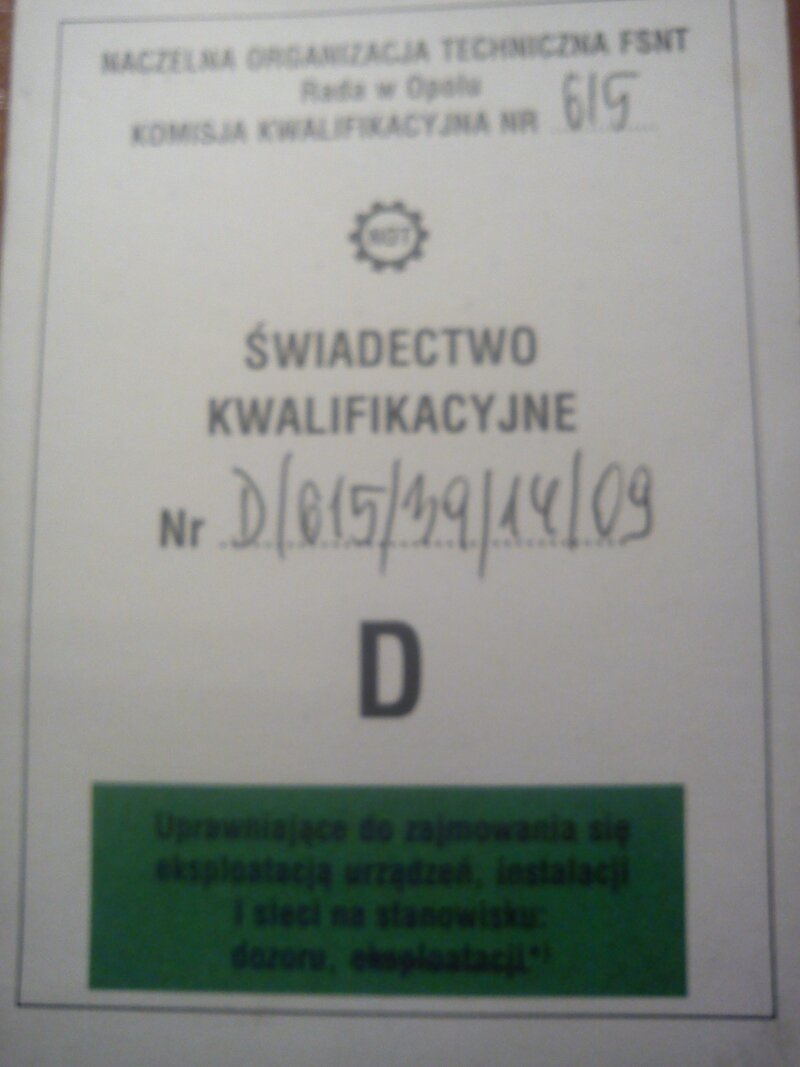 NACZELNA ORGANIZACJA TECHNICZNA FSNT
Rada w Opolu
KOMISJA KWALIFIKACYJNA NR 615
NOT
ŚWIADECTWO
KWALIFIKACYJNE
Nr D/615/39/14/09
D
Uprawniające do zajmowania się
eksploatacją urządzeń, instalacji
i sieci na stanowisku:
dozoru, eksploatacji.*)